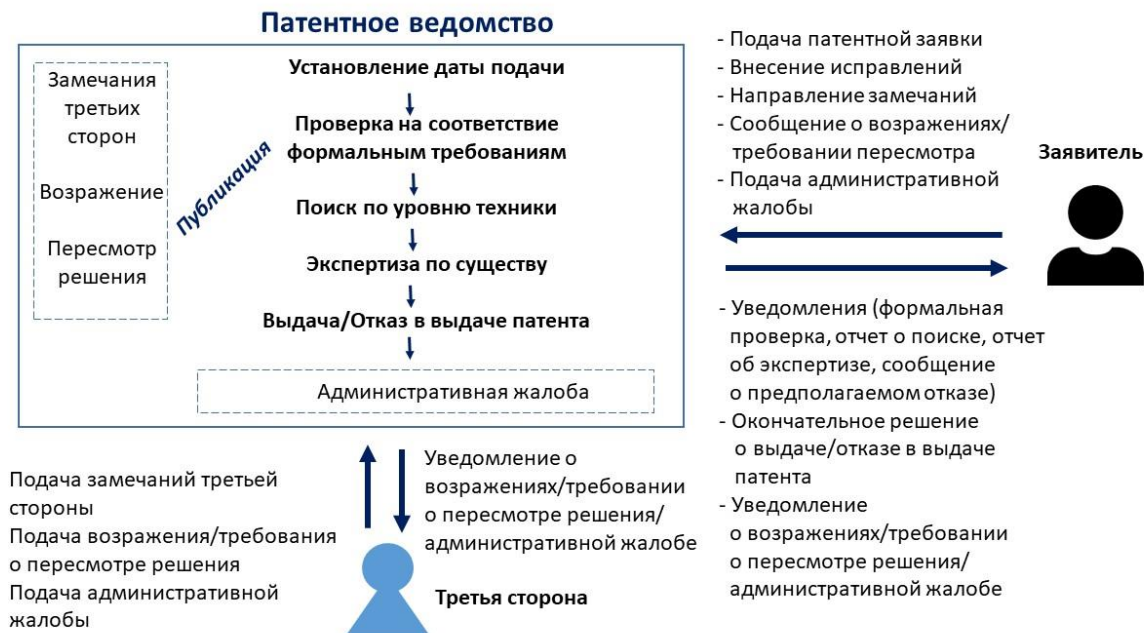 Патентное ведомство
Замечания
третьих
сторон
Возражение
Пересмотр
решения
Публикация
Установление даты подачи
Проверка на соответствие
формальным требованиям
Поиск по уровню техники
Экспертиза по существу
Выдача/Отказ в выдаче патента
Административная жалоба
- Подача патентной заявки
- Внесение исправлений
- Направление замечаний
- Сообщение о возражениях/
требовании пересмотра
- Подача административной
жалобы
Заявитель
- Уведомления (формальная
проверка, отчет о поиске, отчет
об экспертизе, сообщение
о предполагаемом отказе)
- Окончательное решение
о выдаче/отказе в выдаче
патента
- Уведомление
о возражениях/требовании
о пересмотре решения/
административной жалобе
Подача замечаний третьей
стороны
Подача возражения/требования
о пересмотре решения
Подача административной
жалобы
Уведомление о
возражениях/требовании
о пересмотре решения/
административной жалобе
Третья сторона